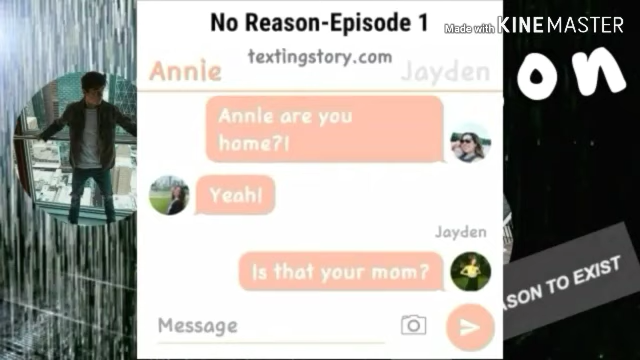 No Reason-Episode 1
Made with KINEMASTER
textingstory.com
Annie
Jayden
on
Annie are you
home?!
Yeah!
Jayden
Is that your mom?
Message
TO EXIST